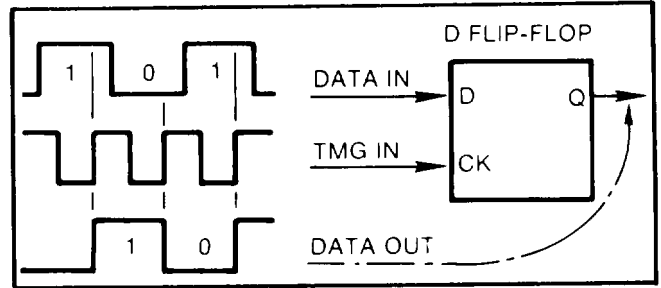 D FLIP-FLOP
1 0 1
DATA IN
D Q
TMG IN
CK
1 0
DATA OUT